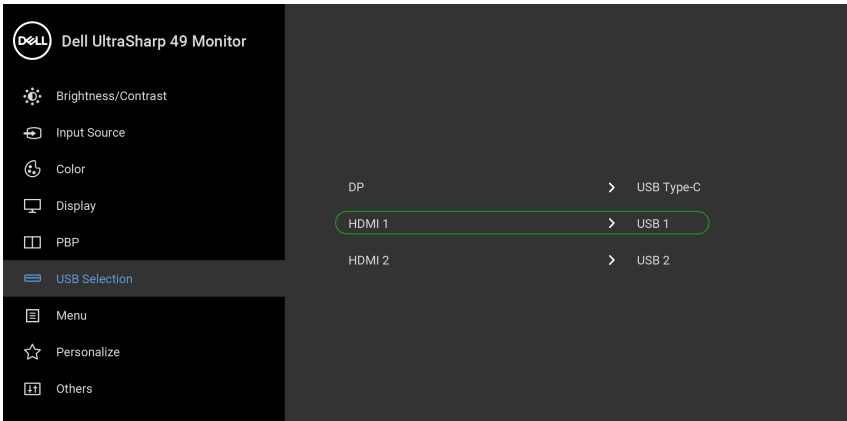 DELL Dell UltraSharp 49 Monitor
Brightness/Contrast
Input Source
Color
Display
PBP
USB Selection
Menu
Personalize
Others
DP USB Type-C
HDMI 1 USB 1
HDMI 2 USB 2